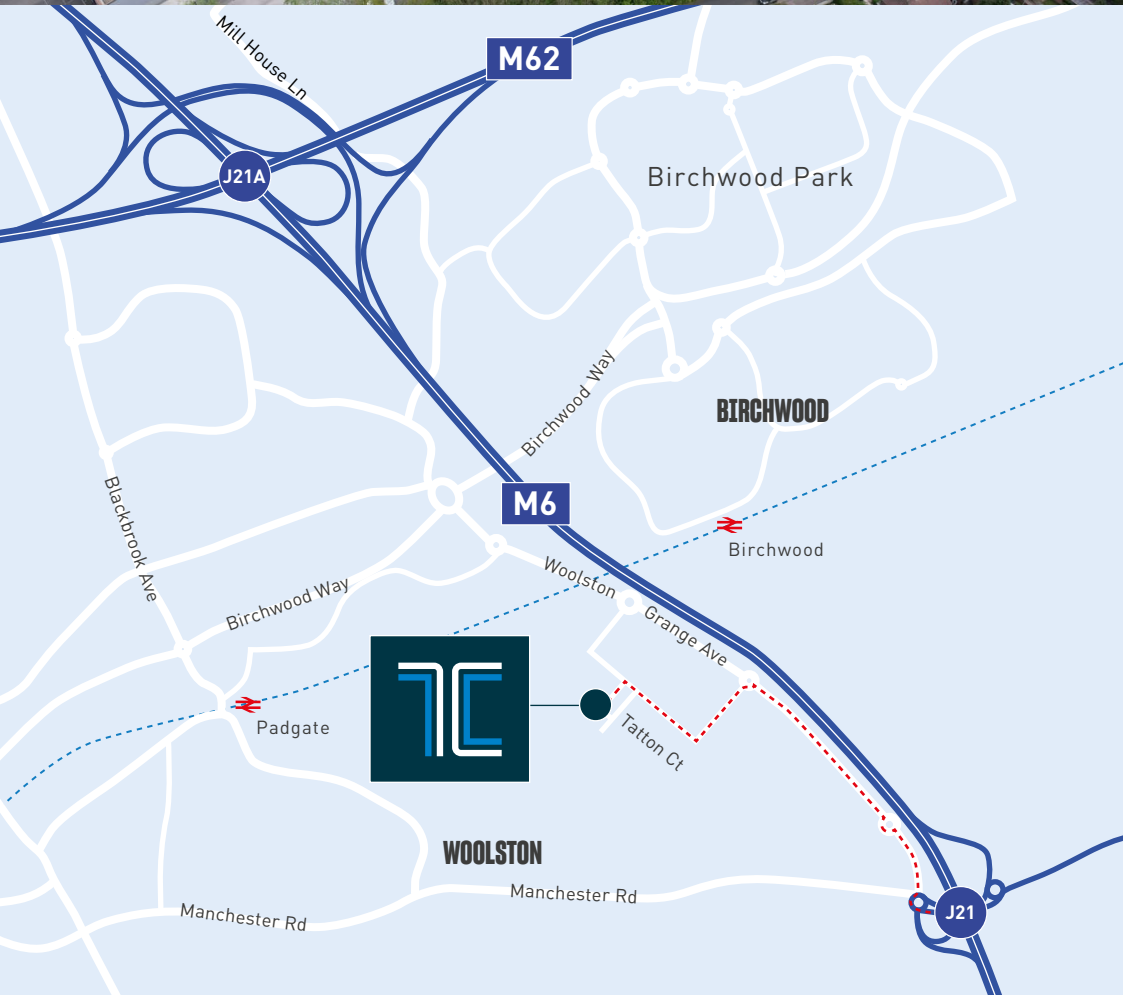 Mill House Ln
M62
J21A
Birchwood Park
Birchwood Way
BIRCHWOOD
Blackbrook Ave
M6
Birchwood
Woolston
Grange Ave
Birchwood Way
TC
Padgate
Tatton Ct
WOOLSTON
Manchester Rd
Manchester Rd
J21